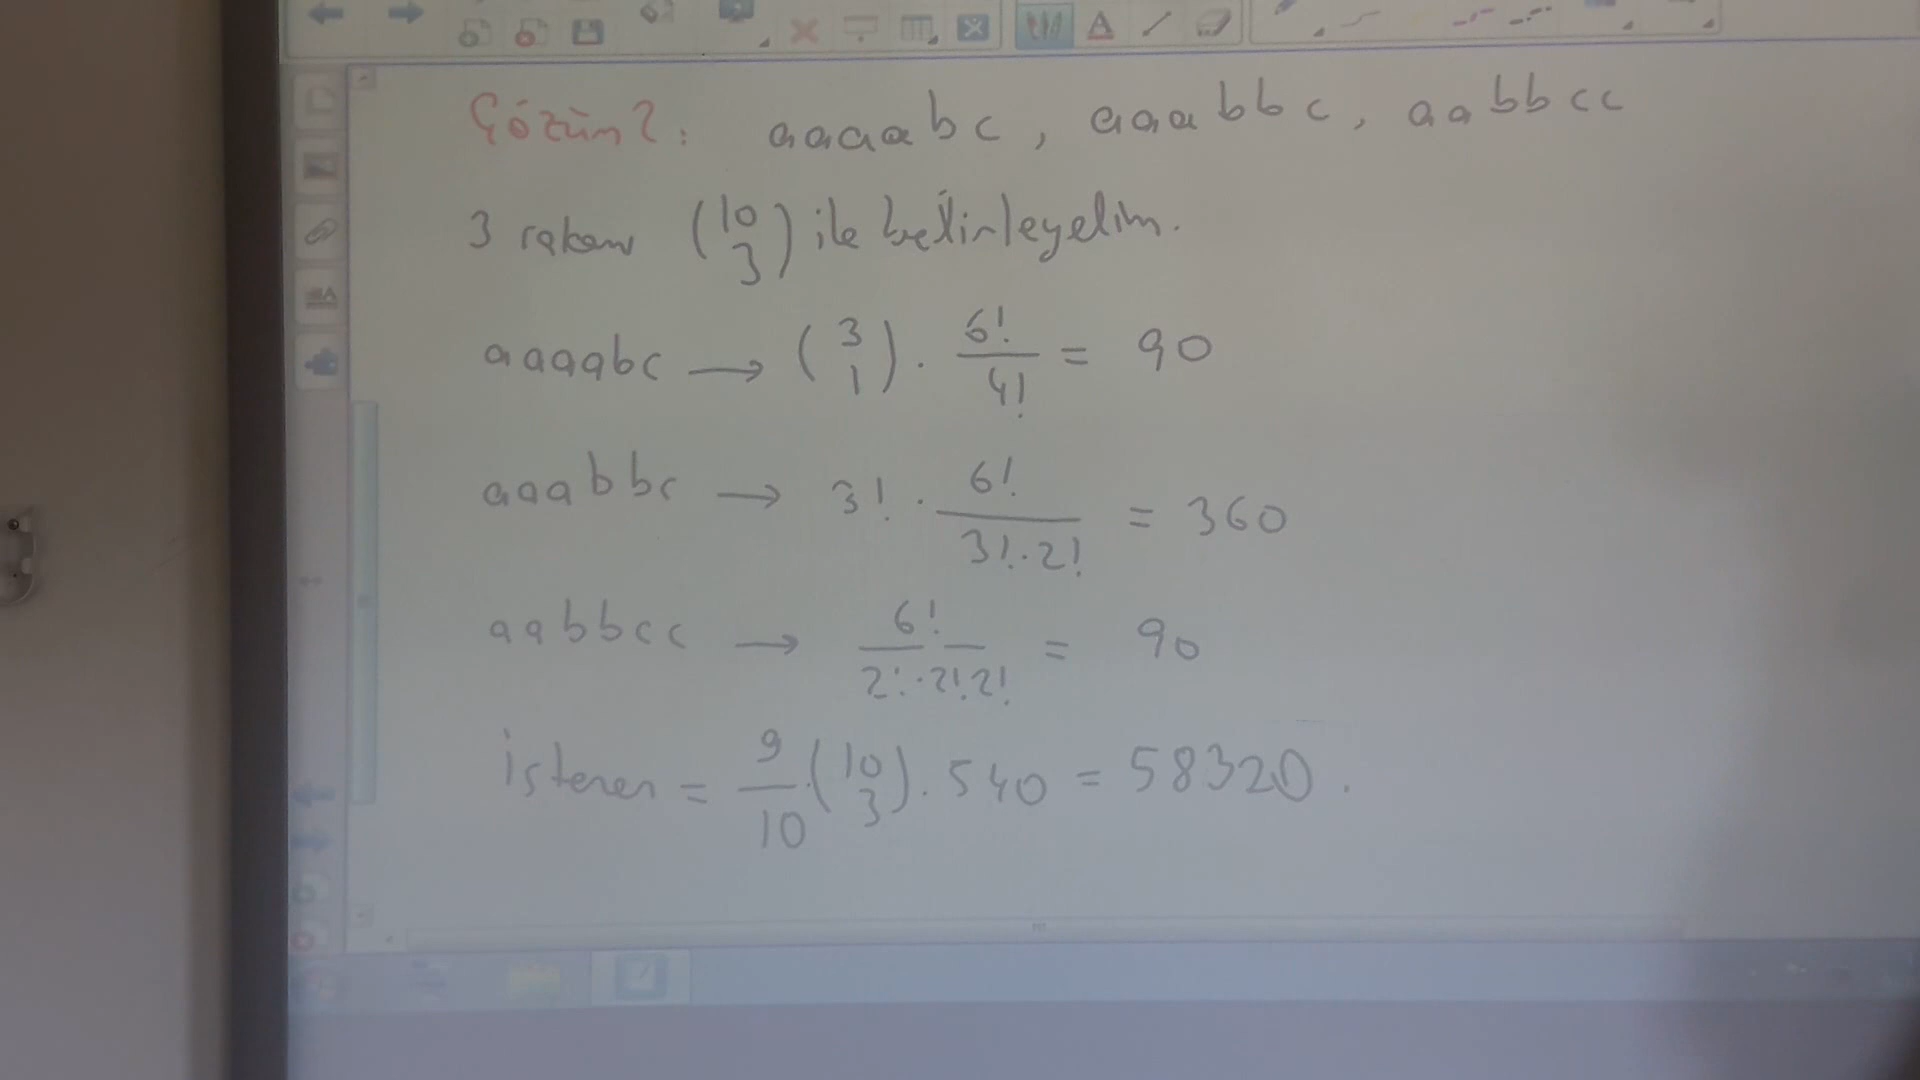 Çözüm 2: aaaabc, aaabbc, aabbcc
3 rakam (10 3) ile belirleyelim.
aaaabc → (3 1) · 6!/4! = 90
aaabbc → 3! · 6!/3!·2! = 360
aabbcc → 6!/2!·2!2! = 90
istenen = 9/10 · (10 3) · 540 = 58320.